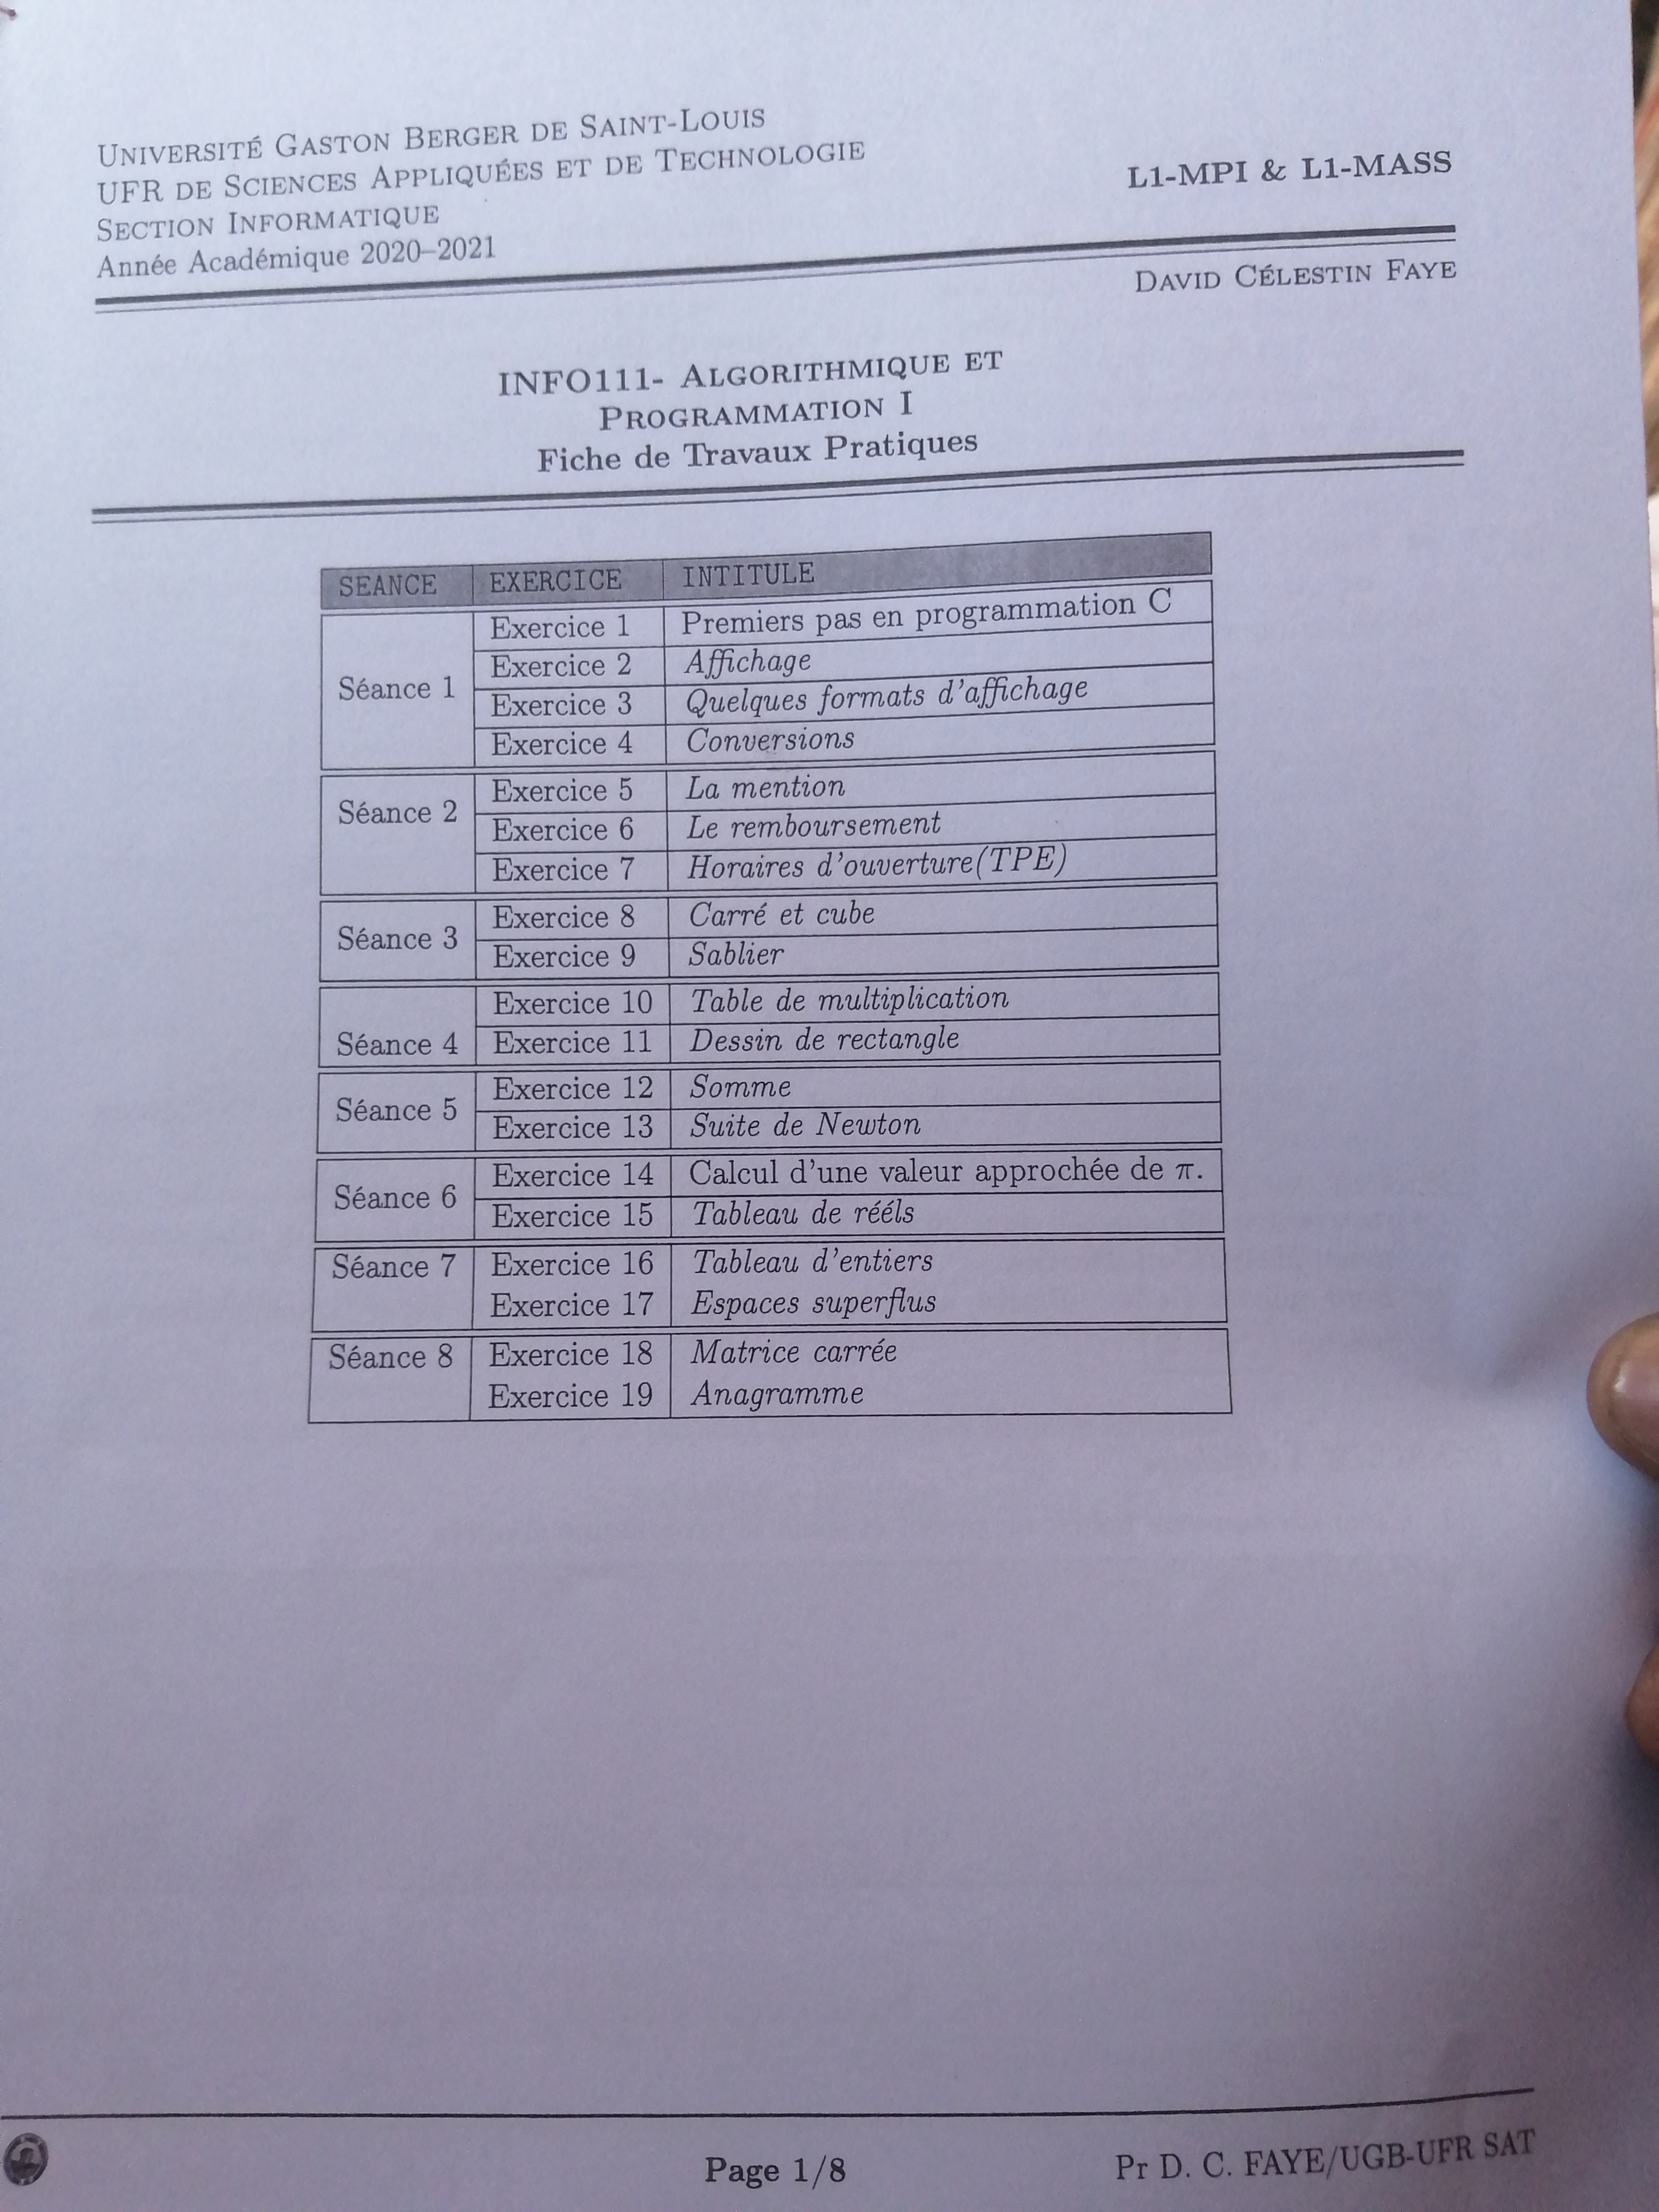 UNIVERSITÉ GASTON BERGER DE SAINT-LOUIS
UFR DE SCIENCES APPLIQUÉES ET DE TECHNOLOGIE
SECTION INFORMATIQUE
Année Académique 2020–2021
L1-MPI & L1-MASS
DAVID CÉLESTIN FAYE
INFO111- ALGORITHMIQUE ET
PROGRAMMATION I
Fiche de Travaux Pratiques
SEANCE EXERCICE INTITULE
Séance 1
Exercice 1 Premiers pas en programmation C
Exercice 2 Affichage
Exercice 3 Quelques formats d'affichage
Exercice 4 Conversions
Séance 2
Exercice 5 La mention
Exercice 6 Le remboursement
Exercice 7 Horaires d'ouverture(TPE)
Séance 3
Exercice 8 Carré et cube
Exercice 9 Sablier
Exercice 10 Table de multiplication
Séance 4 Exercice 11 Dessin de rectangle
Séance 5
Exercice 12 Somme
Exercice 13 Suite de Newton
Séance 6
Exercice 14 Calcul d'une valeur approchée de π.
Exercice 15 Tableau de rééls
Séance 7 Exercice 16 Tableau d'entiers
Exercice 17 Espaces superflus
Séance 8 Exercice 18 Matrice carrée
Exercice 19 Anagramme
Page 1/8
Pr D. C. FAYE/UGB-UFR SAT